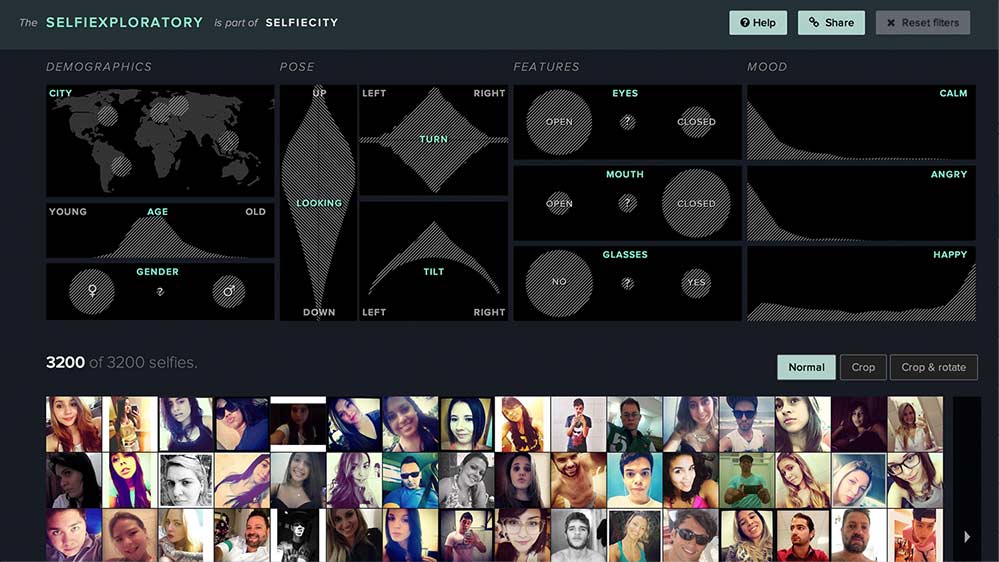 The SELFIEXPLORATORY is part of SELFIECITY
? Help
Share
✖ Reset filters
DEMOGRAPHICS
POSE
FEATURES
MOOD
CITY
YOUNG AGE OLD
GENDER
♀ ? ♂
UP
LOOKING
DOWN
LEFT RIGHT
TURN
TILT
LEFT RIGHT
EYES
OPEN ? CLOSED
MOUTH
OPEN ? CLOSED
GLASSES
NO ? YES
CALM
ANGRY
HAPPY
3200 of 3200 selfies.
Normal
Crop
Crop & rotate